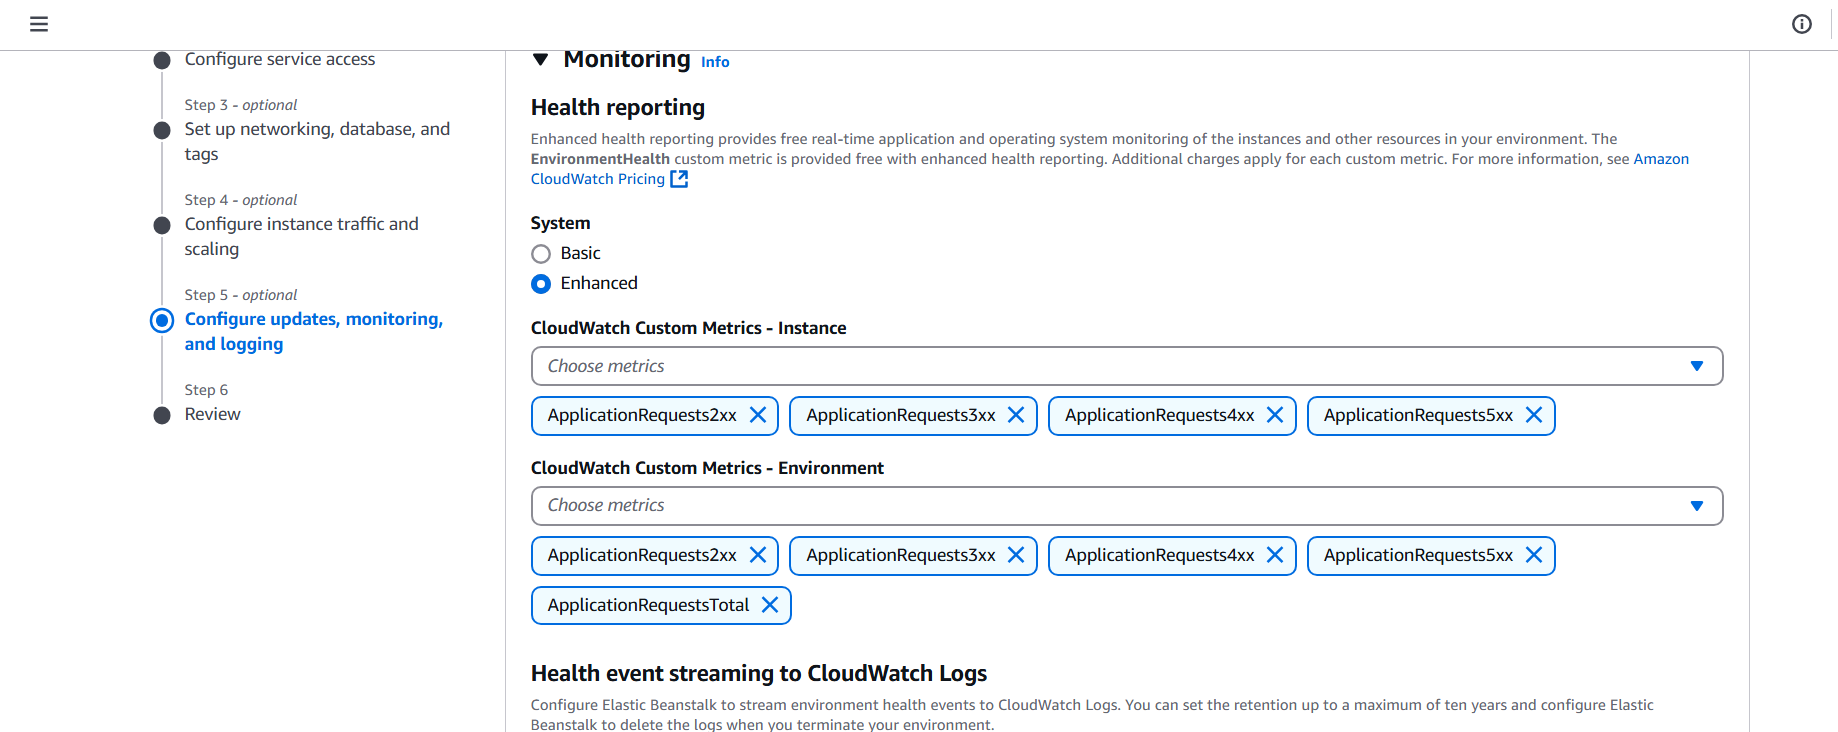 Configure service access
Step 3 - optional
Set up networking, database, and
tags
Step 4 - optional
Configure instance traffic and
scaling
Step 5 - optional
Configure updates, monitoring,
and logging
Step 6
Review
Monitoring Info
Health reporting
Enhanced health reporting provides free real-time application and operating system monitoring of the instances and other resources in your environment. The
EnvironmentHealth custom metric is provided free with enhanced health reporting. Additional charges apply for each custom metric. For more information, see Amazon
CloudWatch Pricing
System
Basic
Enhanced
CloudWatch Custom Metrics - Instance
Choose metrics
ApplicationRequests2xx ApplicationRequests3xx ApplicationRequests4xx ApplicationRequests5xx
CloudWatch Custom Metrics - Environment
Choose metrics
ApplicationRequests2xx ApplicationRequests3xx ApplicationRequests4xx ApplicationRequests5xx
ApplicationRequestsTotal
Health event streaming to CloudWatch Logs
Configure Elastic Beanstalk to stream environment health events to CloudWatch Logs. You can set the retention up to a maximum of ten years and configure Elastic
Beanstalk to delete the logs when you terminate your environment.